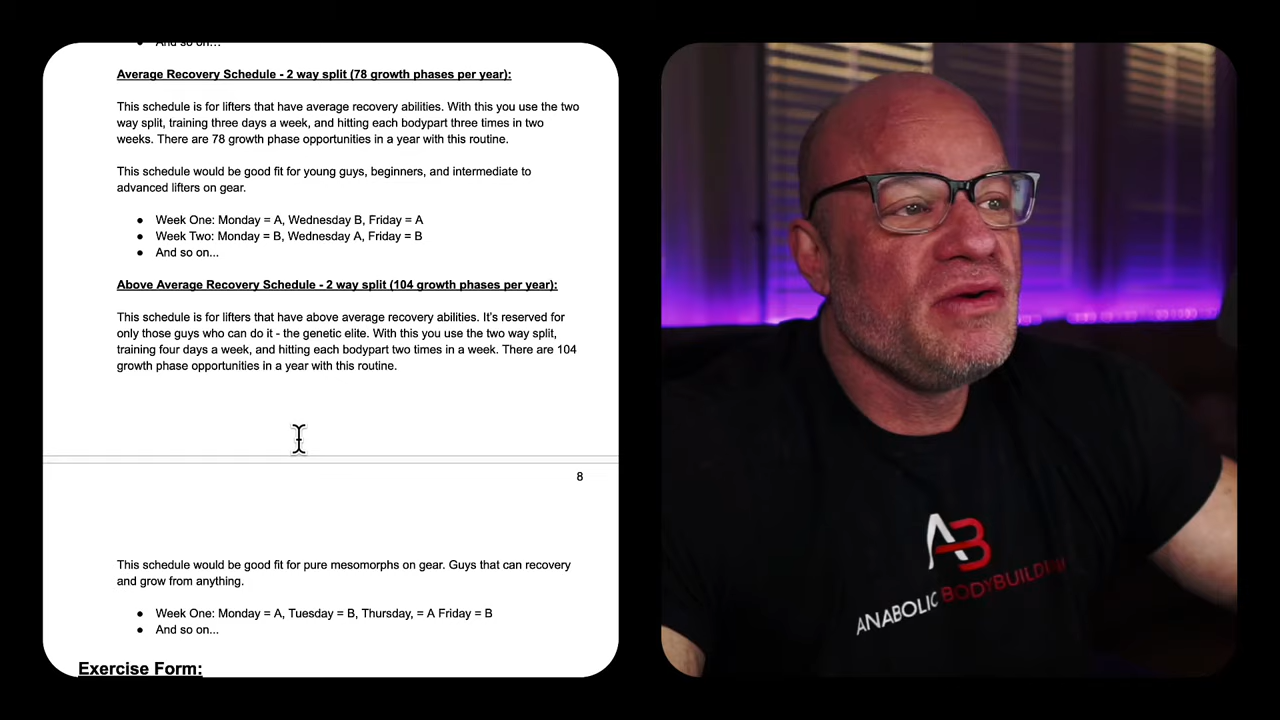 And so on...
Average Recovery Schedule - 2 way split (78 growth phases per year):
This schedule is for lifters that have average recovery abilities. With this you use the two
way split, training three days a week, and hitting each bodypart three times in two
weeks. There are 78 growth phase opportunities in a year with this routine.
This schedule would be good fit for young guys, beginners, and intermediate to
advanced lifters on gear.
● Week One: Monday = A, Wednesday B, Friday = A
● Week Two: Monday = B, Wednesday A, Friday = B
● And so on...
Above Average Recovery Schedule - 2 way split (104 growth phases per year):
This schedule is for lifters that have above average recovery abilities. It's reserved for
only those guys who can do it - the genetic elite. With this you use the two way split,
training four days a week, and hitting each bodypart two times in a week. There are 104
growth phase opportunities in a year with this routine.
8
This schedule would be good fit for pure mesomorphs on gear. Guys that can recovery
and grow from anything.
● Week One: Monday = A, Tuesday = B, Thursday, = A Friday = B
● And so on...
Exercise Form:
AB
ANABOLIC BODYBUILDING